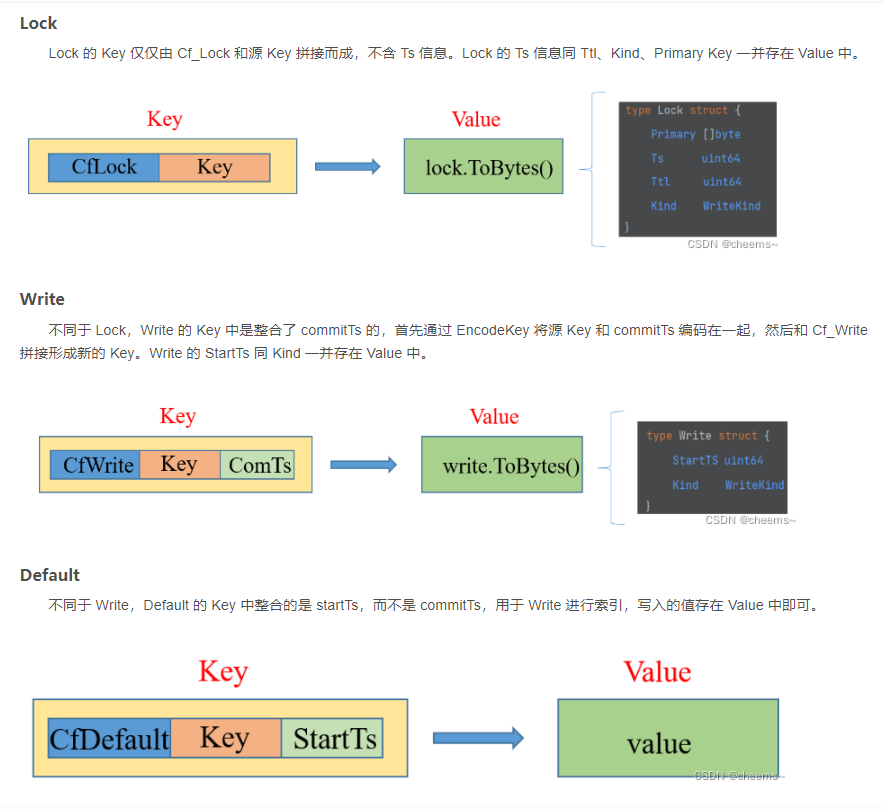 Lock
Lock 的 Key 仅仅由 Cf_Lock 和源 Key 拼接而成，不含 Ts 信息。Lock 的 Ts 信息同 Ttl、Kind、Primary Key 一并存在 Value 中。
Key
Value
CfLock
Key
lock.ToBytes()
type Lock struct {
Primary []byte
Ts uint64
Ttl uint64
Kind WriteKind
}
CSDN @cheems~
Write
不同于 Lock，Write 的 Key 中是整合了 commitTs 的，首先通过 EncodeKey 将源 Key 和 commitTs 编码在一起，然后和 Cf_Write
拼接形成新的 Key。Write 的 StartTs 同 Kind 一并存在 Value 中。
Key
Value
CfWrite
Key
ComTs
write.ToBytes()
type Write struct {
StartTS uint64
Kind WriteKind
}
CSDN @cheems~
Default
不同于 Write，Default 的 Key 中整合的是 startTs，而不是 commitTs，用于 Write 进行索引，写入的值存在 Value 中即可。
Key
Value
CfDefault
Key
StartTs
value
CSDN @cheems~